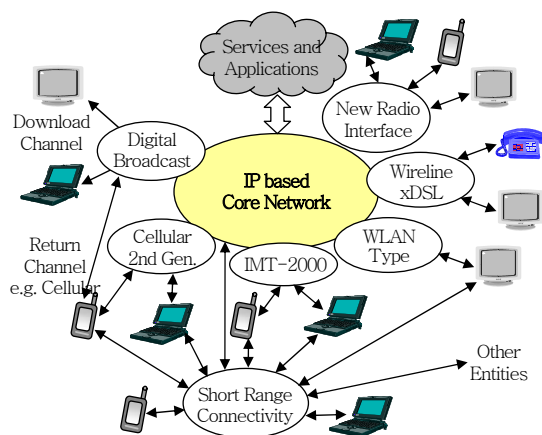 Services and
Applications
New Radio
Interface
Download
Channel
Digital
Broadcast
Wireline
xDSL
IP based
Core Network
Return
Channel
e.g. Cellular
Cellular
2nd Gen.
IMT-2000
WLAN
Type
Short Range
Connectivity
Other
Entities